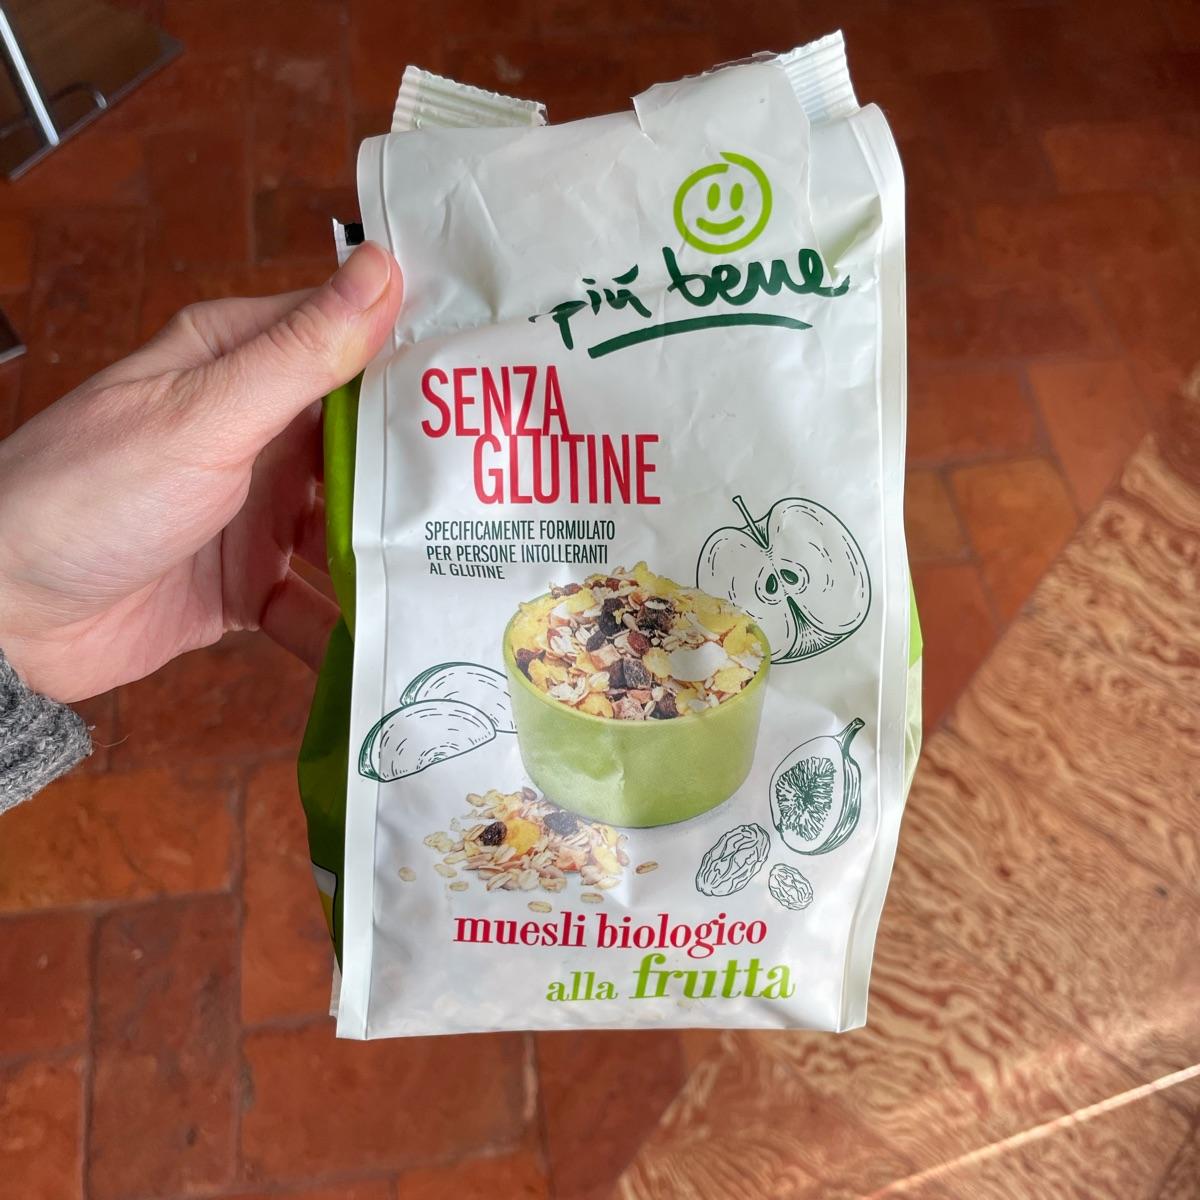 più bene
SENZA
GLUTINE
SPECIFICAMENTE FORMULATO
PER PERSONE INTOLLERANTI
AL GLUTINE
muesli biologico
alla frutta